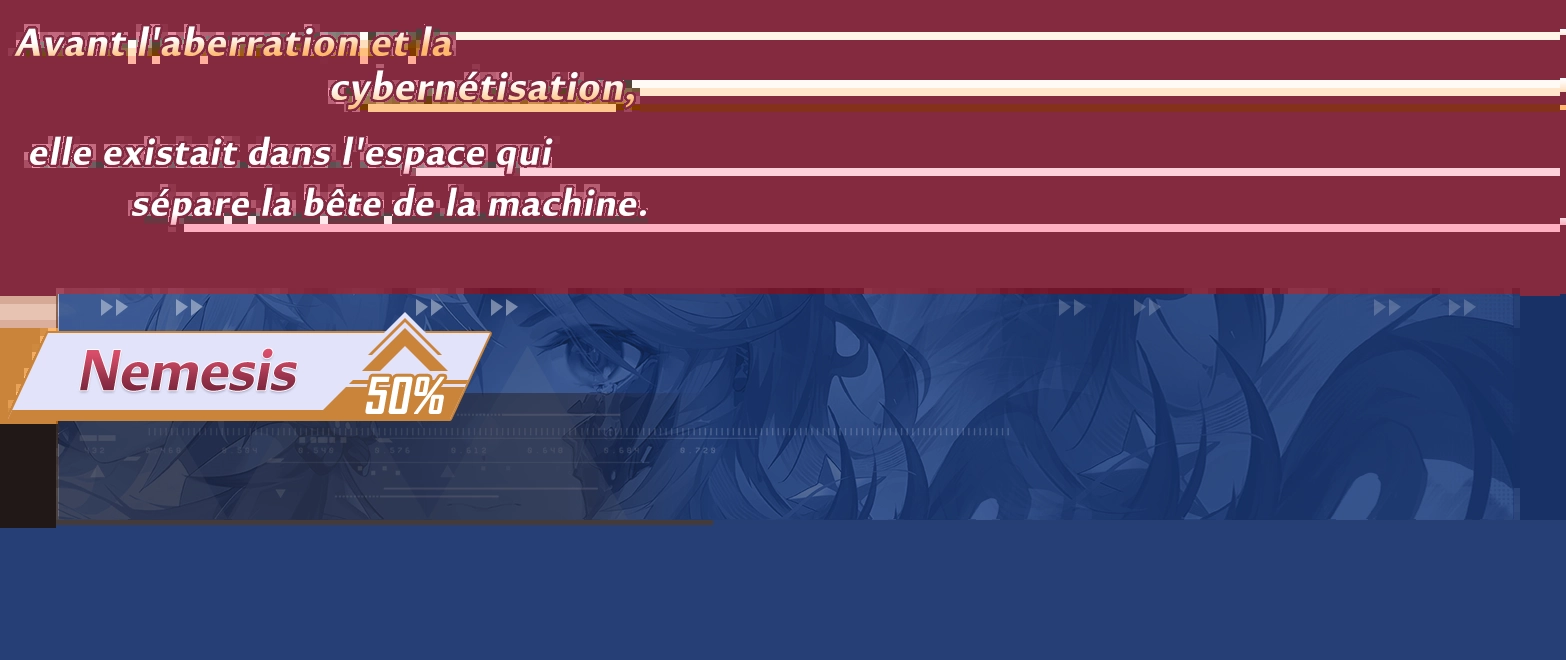 Avant l'aberration et la
cybernétisation,
elle existait dans l'espace qui
sépare la bête de la machine.
Nemesis
50%